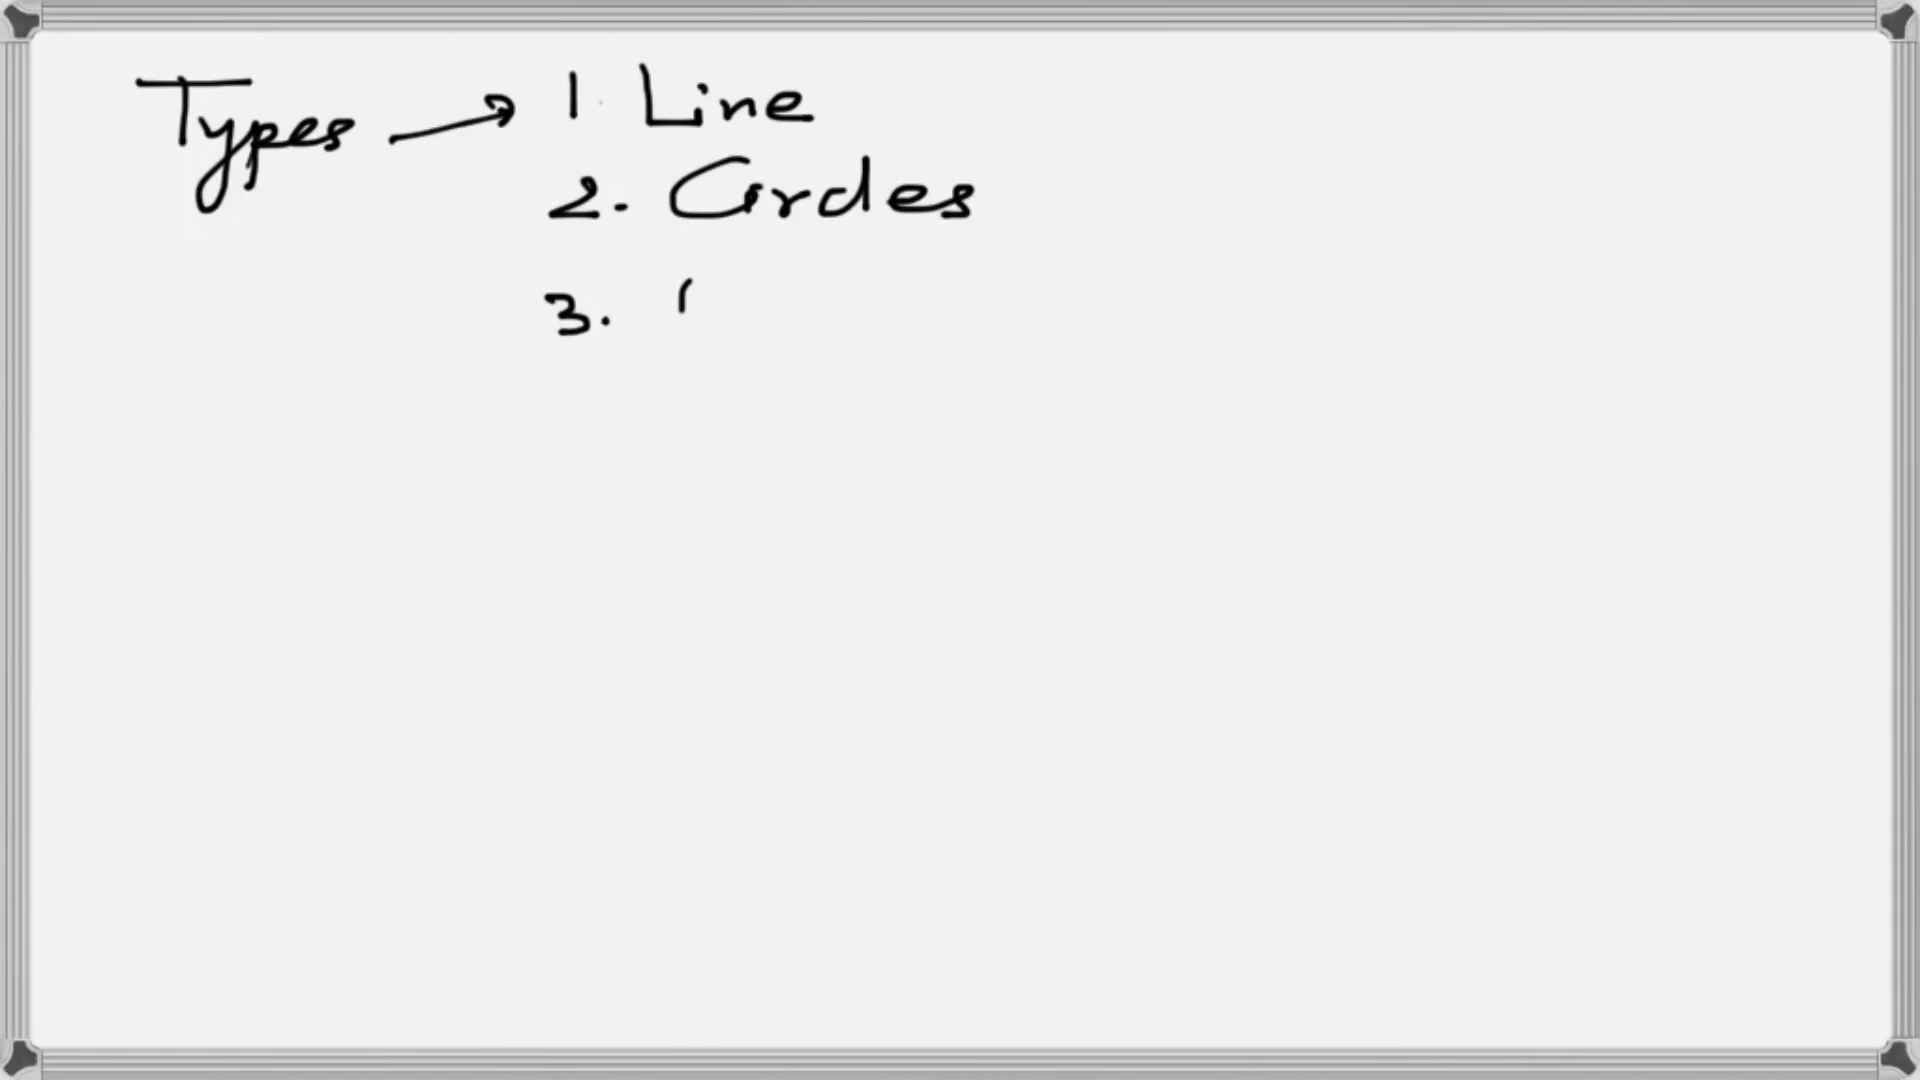 Types → 1. Line
2. Circles
3.